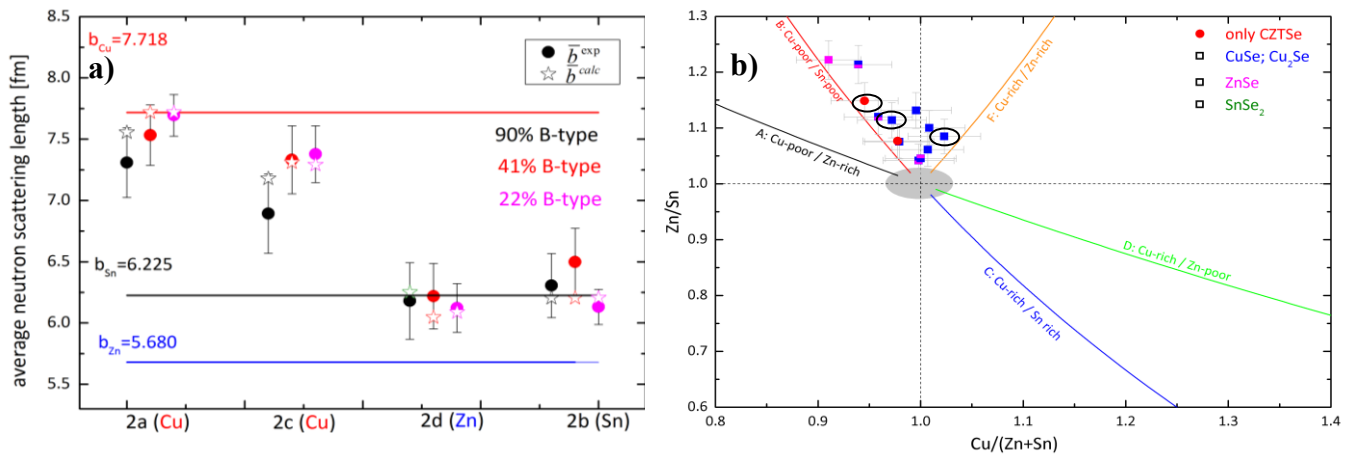 a)
b_Cu=7.718
b̄^exp
b̄^calc
90% B-type
41% B-type
22% B-type
b_Sn=6.225
b_Zn=5.680
average neutron scattering length [fm]
8.5
8.0
7.5
7.0
6.5
6.0
5.5
2a (Cu)
2c (Cu)
2d (Zn)
2b (Sn)
b)
B: Cu-poor / Sn-poor
F: Cu-rich / Zn-rich
only CZTSe
CuSe; Cu₂Se
ZnSe
SnSe₂
A: Cu-poor / Zn-rich
D: Cu-rich / Zn-poor
C: Cu-rich / Sn rich
Zn/Sn
1.3
1.2
1.1
1.0
0.9
0.8
0.7
0.6
0.8
0.9
1.0
1.1
1.2
1.3
1.4
Cu/(Zn+Sn)